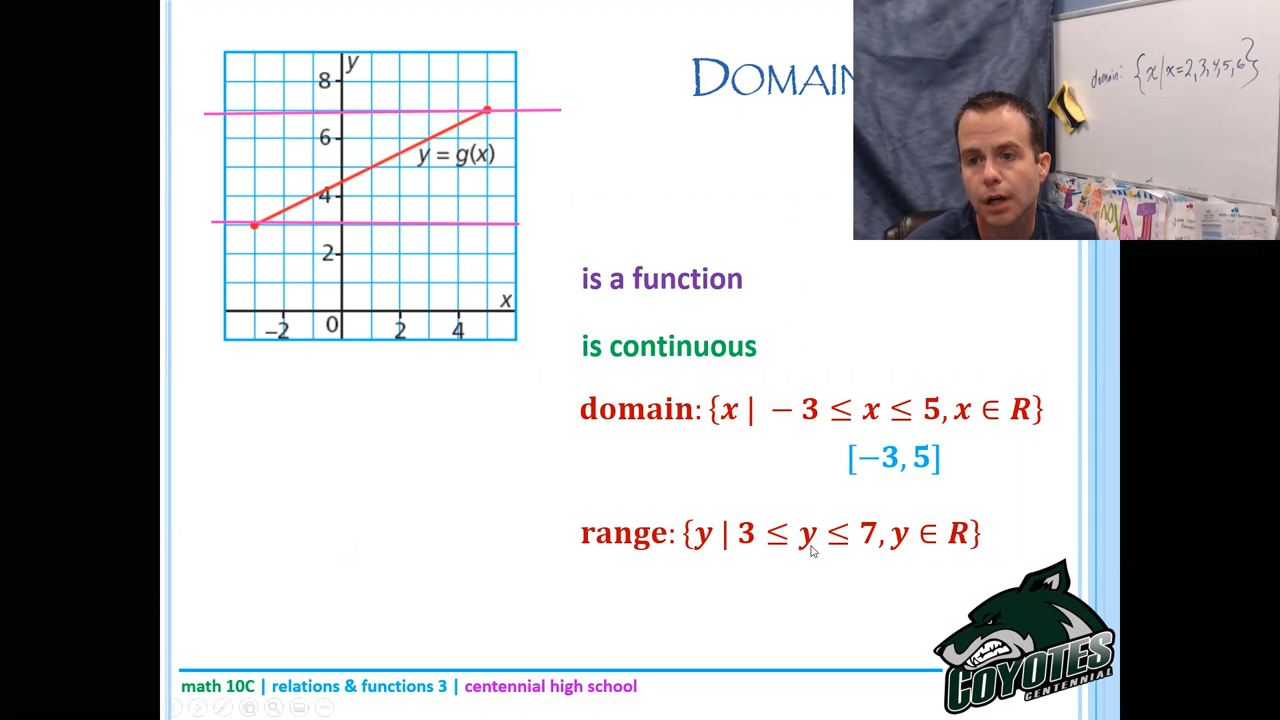 DOMAIN
domain: {x | x=2,3,4,5,6}
y
8
6
y = g(x)
4
2
x
−2
0
2
4
is a function
is continuous
domain: {x | − 3 ≤ x ≤ 5, x ∈ R}
[−3, 5]
range: {y | 3 ≤ y ≤ 7, y ∈ R}
COYOTES
CENTENNIAL
math 10C | relations & functions 3 | centennial high school